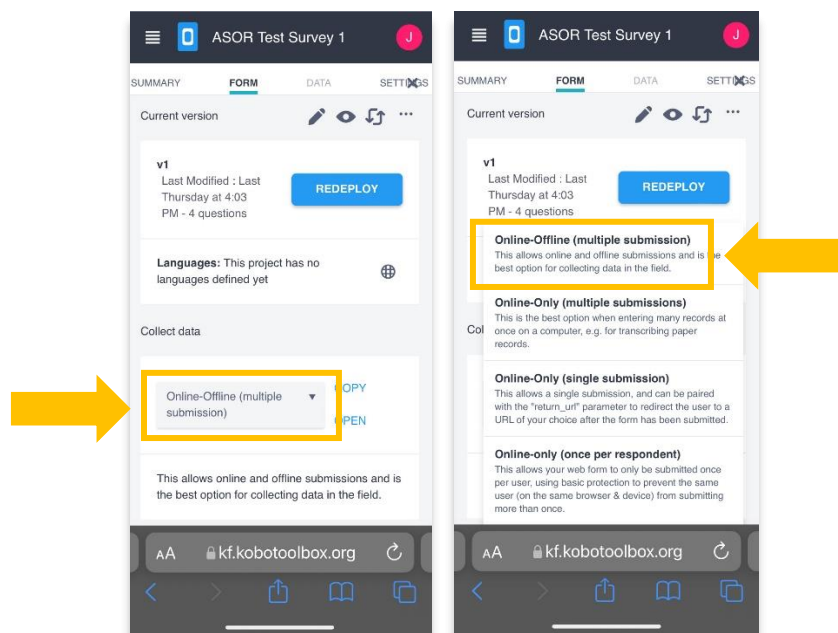 ASOR Test Survey 1
J
SUMMARY FORM DATA SETTINGS
Current version
v1
Last Modified : Last
Thursday at 4:03
PM - 4 questions
REDEPLOY
Languages: This project has no
languages defined yet
Collect data
Online-Offline (multiple
submission)
COPY
OPEN
This allows online and offline submissions and is
the best option for collecting data in the field.
AA kf.kobotoolbox.org
ASOR Test Survey 1
J
SUMMARY FORM DATA SETTINGS
Current version
v1
Last Modified : Last
Thursday at 4:03
PM - 4 questions
REDEPLOY
Online-Offline (multiple submission)
This allows online and offline submissions and is the
best option for collecting data in the field.
Online-Only (multiple submissions)
This is the best option when entering many records at
once on a computer, e.g. for transcribing paper
records.
Col
Online-Only (single submission)
This allows a single submission, and can be paired
with the "return_url" parameter to redirect the user to a
URL of your choice after the form has been submitted.
Online-only (once per respondent)
This allows your web form to only be submitted once
per user, using basic protection to prevent the same
user (on the same browser & device) from submitting
more than once.
AA kf.kobotoolbox.org